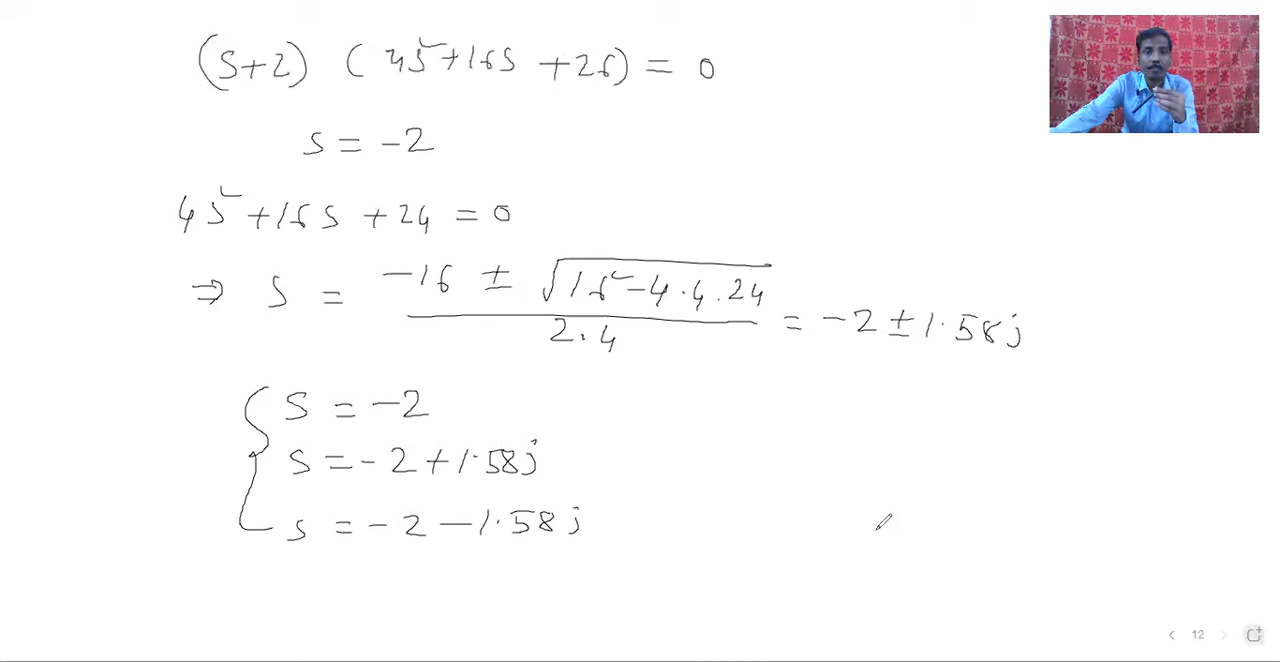 (S+2) (4S²+16S+26) = 0
S = -2
4S²+16S+24 = 0
⇒ S = (-16 ± √(16²-4·4·24)) / (2·4) = -2 ± 1.58j
S = -2
S = -2+1.58j
S = -2-1.58j
< 12 >